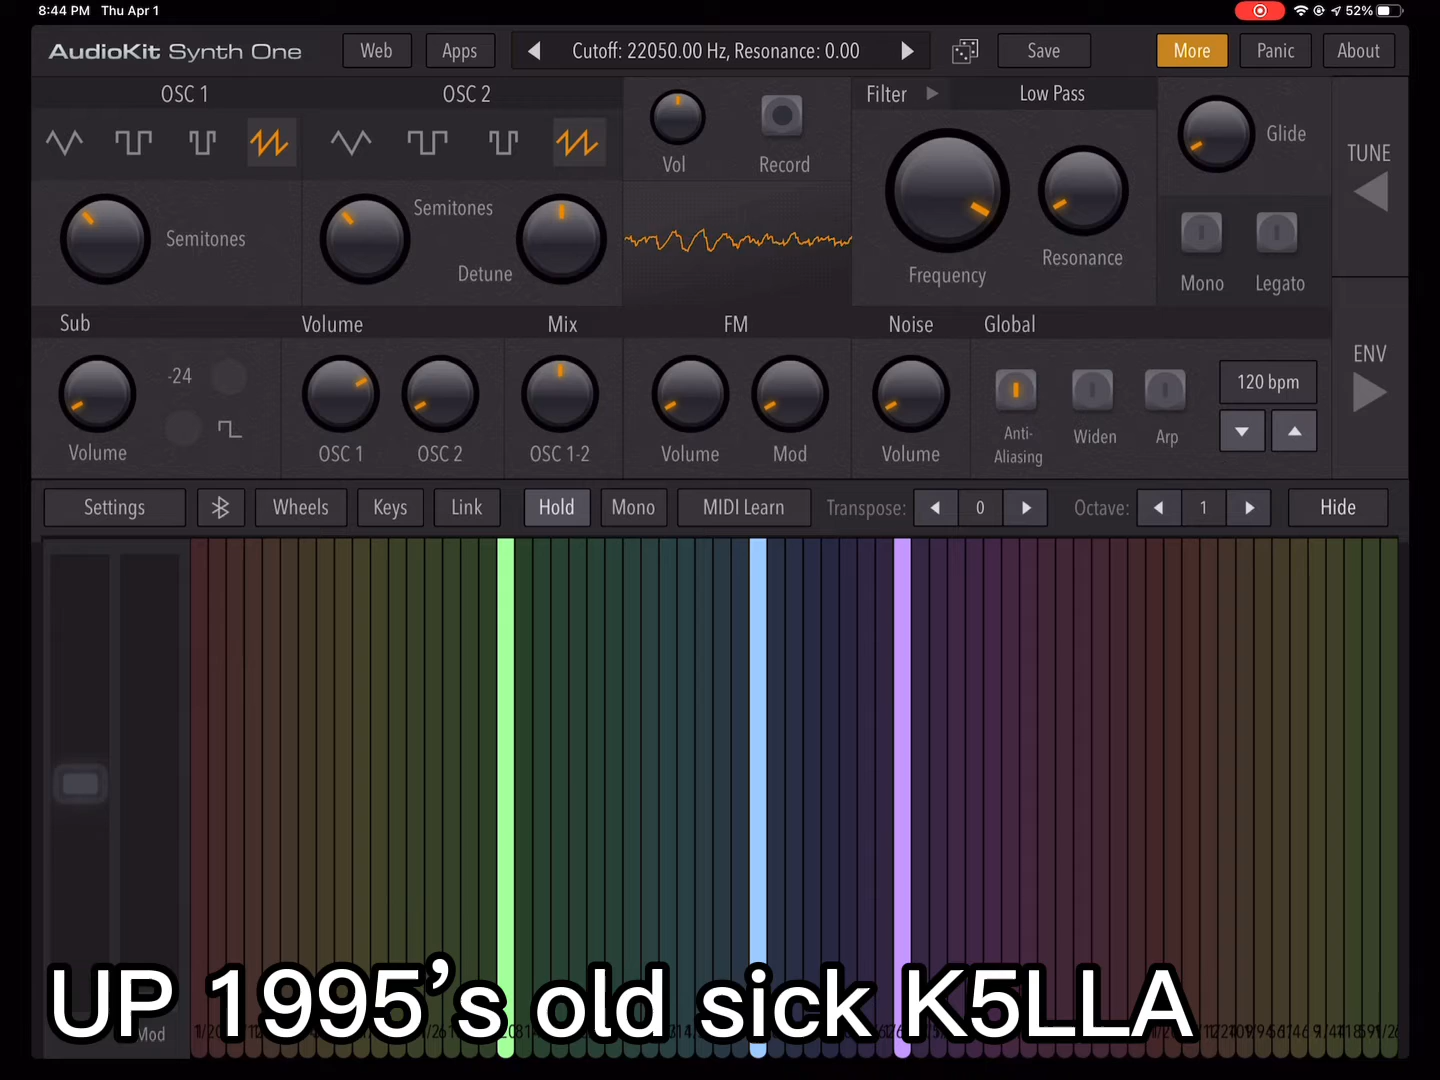 8:44 PM Thu Apr 1 52%
AudioKit Synth One Web Apps Cutoff: 22050.00 Hz, Resonance: 0.00 Save More Panic About
OSC 1 OSC 2 Filter Low Pass
Vol Record Glide TUNE
Semitones Semitones Detune Frequency Resonance Mono Legato
Sub Volume Mix FM Noise Global ENV
-24 120 bpm
Volume OSC 1 OSC 2 OSC 1-2 Volume Mod Volume Anti-Aliasing Widen Arp
Settings Wheels Keys Link Hold Mono MIDI Learn Transpose: 0 Octave: 1 Hide
UP 1995’s old sick K5LLA
Mod